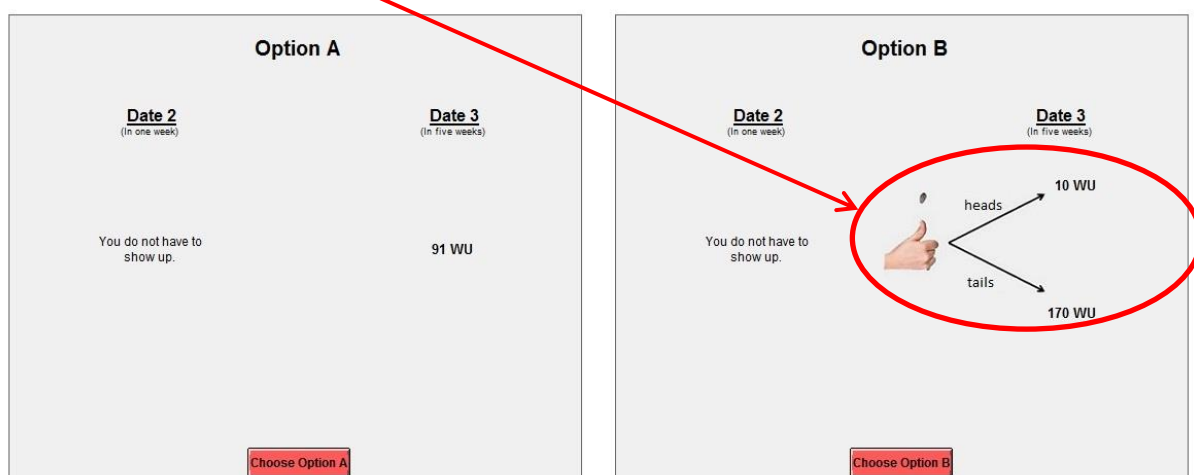 Option A
Date 2
(In one week)
Date 3
(In five weeks)
You do not have to
show up.
91 WU
Choose Option A
Option B
Date 2
(In one week)
Date 3
(In five weeks)
You do not have to
show up.
heads
10 WU
tails
170 WU
Choose Option B